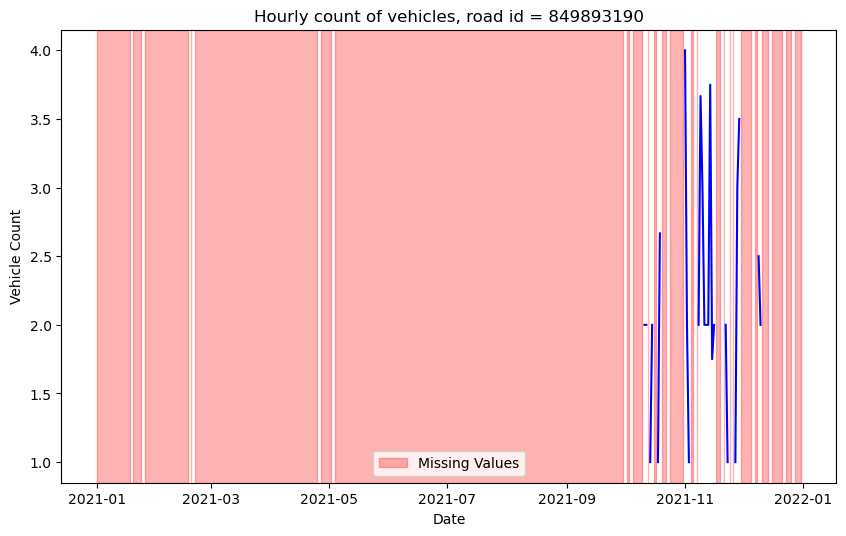 Hourly count of vehicles, road id = 849893190
4.0
3.5
3.0
2.5
2.0
1.5
1.0
Vehicle Count
Missing Values
2021-01 2021-03 2021-05 2021-07 2021-09 2021-11 2022-01
Date